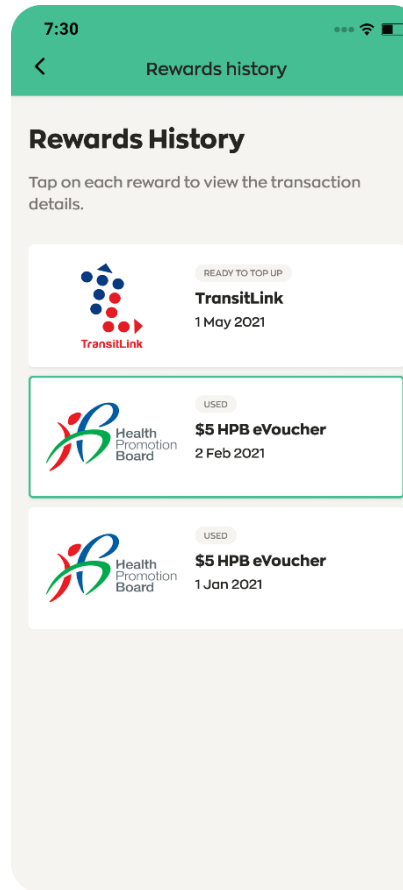 7:30
Rewards history
Rewards History
Tap on each reward to view the transaction
details.
READY TO TOP UP
TransitLink
1 May 2021
TransitLink
USED
$5 HPB eVoucher
2 Feb 2021
Health
Promotion
Board
USED
$5 HPB eVoucher
1 Jan 2021
Health
Promotion
Board